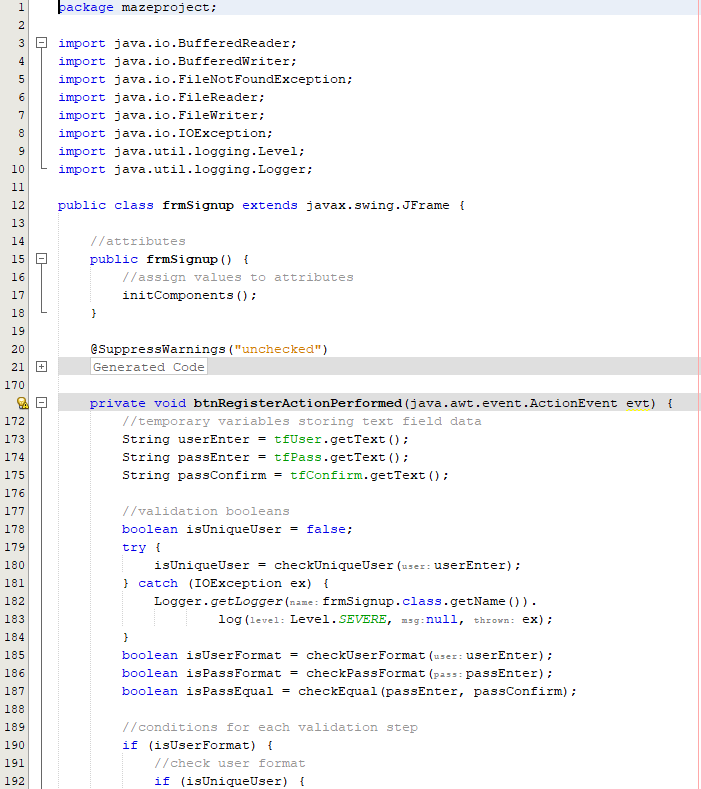 1 package mazeproject;
2
3 import java.io.BufferedReader;
4 import java.io.BufferedWriter;
5 import java.io.FileNotFoundException;
6 import java.io.FileReader;
7 import java.io.FileWriter;
8 import java.io.IOException;
9 import java.util.logging.Level;
10 import java.util.logging.Logger;
11
12 public class frmSignup extends javax.swing.JFrame {
13
14 //attributes
15 public frmSignup() {
16 //assign values to attributes
17 initComponents();
18 }
19
20 @SuppressWarnings("unchecked")
21 Generated Code
170
private void btnRegisterActionPerformed(java.awt.event.ActionEvent evt) {
172 //temporary variables storing text field data
173 String userEnter = tfUser.getText();
174 String passEnter = tfPass.getText();
175 String passConfirm = tfConfirm.getText();
176
177 //validation booleans
178 boolean isUniqueUser = false;
179 try {
180 isUniqueUser = checkUniqueUser(user: userEnter);
181 } catch (IOException ex) {
182 Logger.getLogger(name: frmSignup.class.getName()).
183 log(level: Level.SEVERE, msg: null, thrown: ex);
184 }
185 boolean isUserFormat = checkUserFormat(user: userEnter);
186 boolean isPassFormat = checkPassFormat(pass: passEnter);
187 boolean isPassEqual = checkEqual(passEnter, passConfirm);
188
189 //conditions for each validation step
190 if (isUserFormat) {
191 //check user format
192 if (isUniqueUser) {